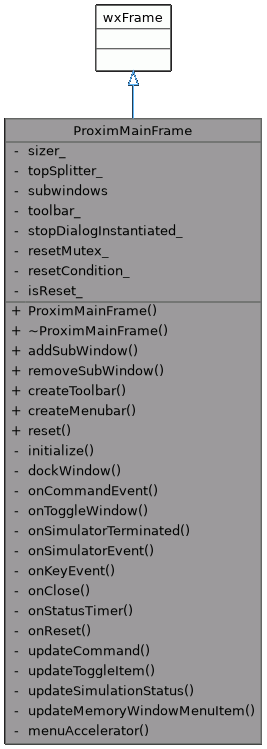 wxFrame
ProximMainFrame
- sizer_
- topSplitter_
- subwindows
- toolbar_
- stopDialogInstantiated_
- resetMutex_
- resetCondition_
- isReset_
+ ProximMainFrame()
+ ~ProximMainFrame()
+ addSubWindow()
+ removeSubWindow()
+ createToolbar()
+ createMenubar()
+ reset()
- initialize()
- dockWindow()
- onCommandEvent()
- onToggleWindow()
- onSimulatorTerminated()
- onSimulatorEvent()
- onKeyEvent()
- onClose()
- onStatusTimer()
- onReset()
- updateCommand()
- updateToggleItem()
- updateSimulationStatus()
- updateMemoryWindowMenuItem()
- menuAccelerator()